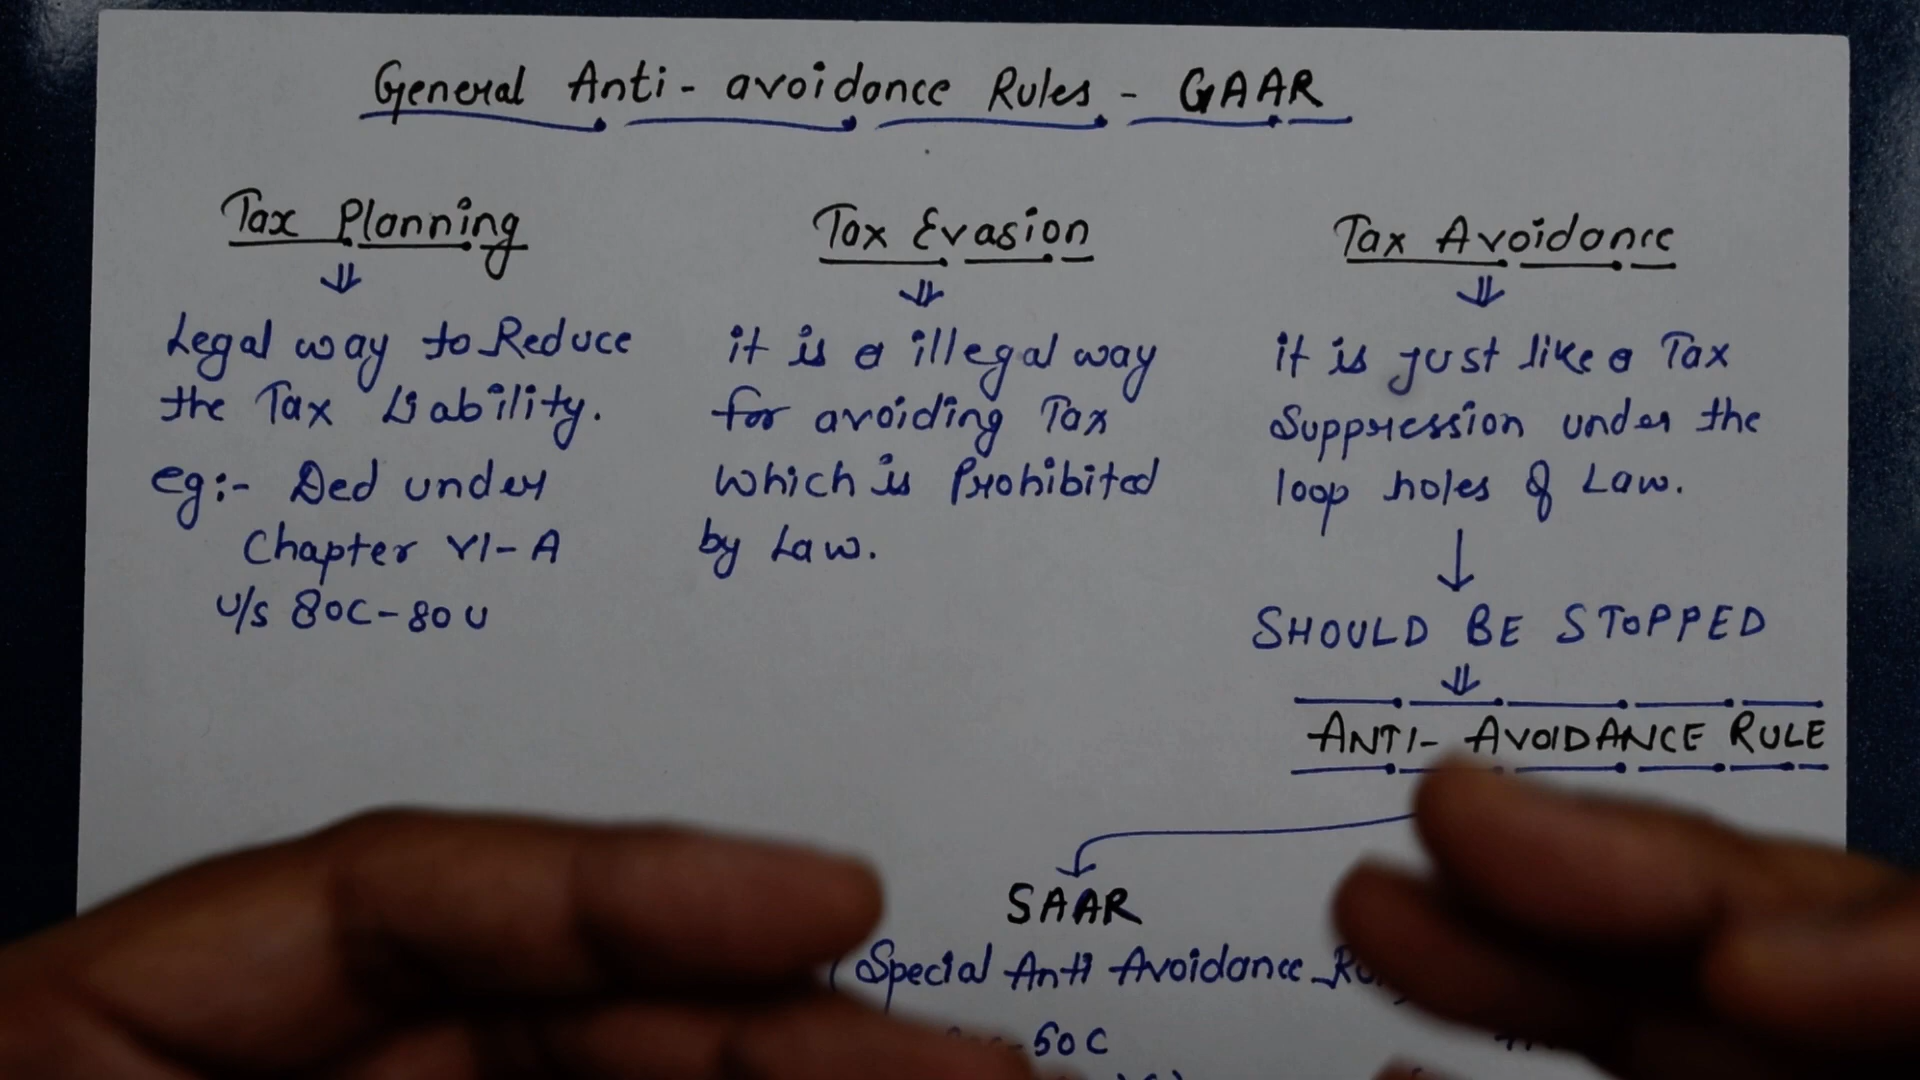 General Anti-avoidance Rules - GAAR
Tax Planning
Legal way to Reduce
the Tax Liability.
eg:- Ded under
Chapter VI-A
U/S 80C-80U
Tax Evasion
it is a illegal way
for avoiding Tax
which is Prohibited
by Law.
Tax Avoidance
it is just like a Tax
Suppression under the
loop holes of Law.
SHOULD BE STOPPED
ANTI-AVOIDANCE RULE
SAAR
(Special Anti Avoidance
50C